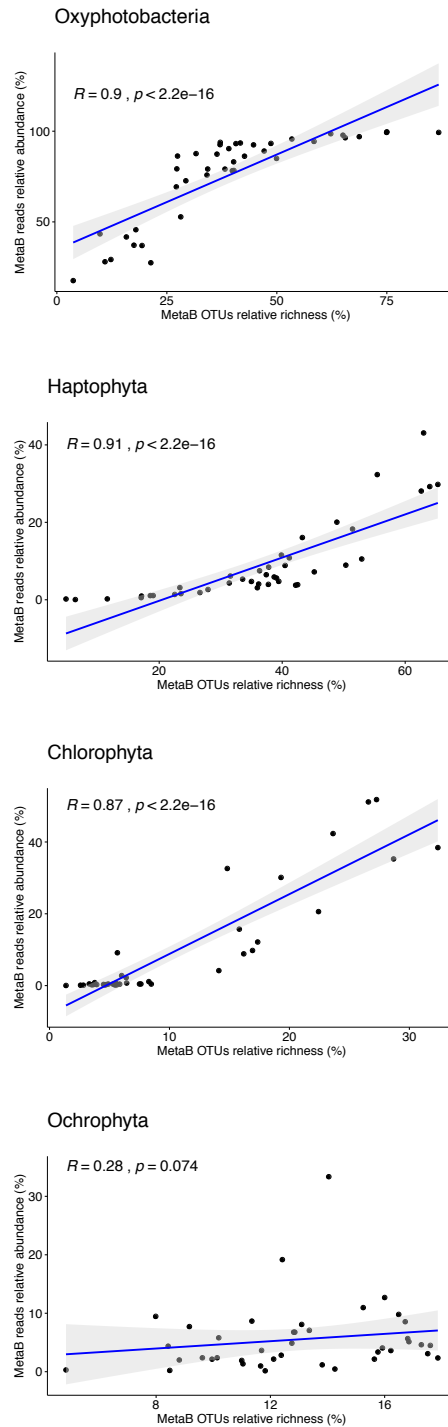 Oxyphotobacteria
MetaB reads relative abundance (%)
R = 0.9 , p < 2.2e−16
100
50
0
25
50
75
MetaB OTUs relative richness (%)
Haptophyta
MetaB reads relative abundance (%)
R = 0.91 , p < 2.2e−16
40
20
0
20
40
60
MetaB OTUs relative richness (%)
Chlorophyta
MetaB reads relative abundance (%)
R = 0.87 , p < 2.2e−16
40
20
0
0
10
20
30
MetaB OTUs relative richness (%)
Ochrophyta
MetaB reads relative abundance (%)
R = 0.28 , p = 0.074
30
20
10
0
8
12
16
MetaB OTUs relative richness (%)